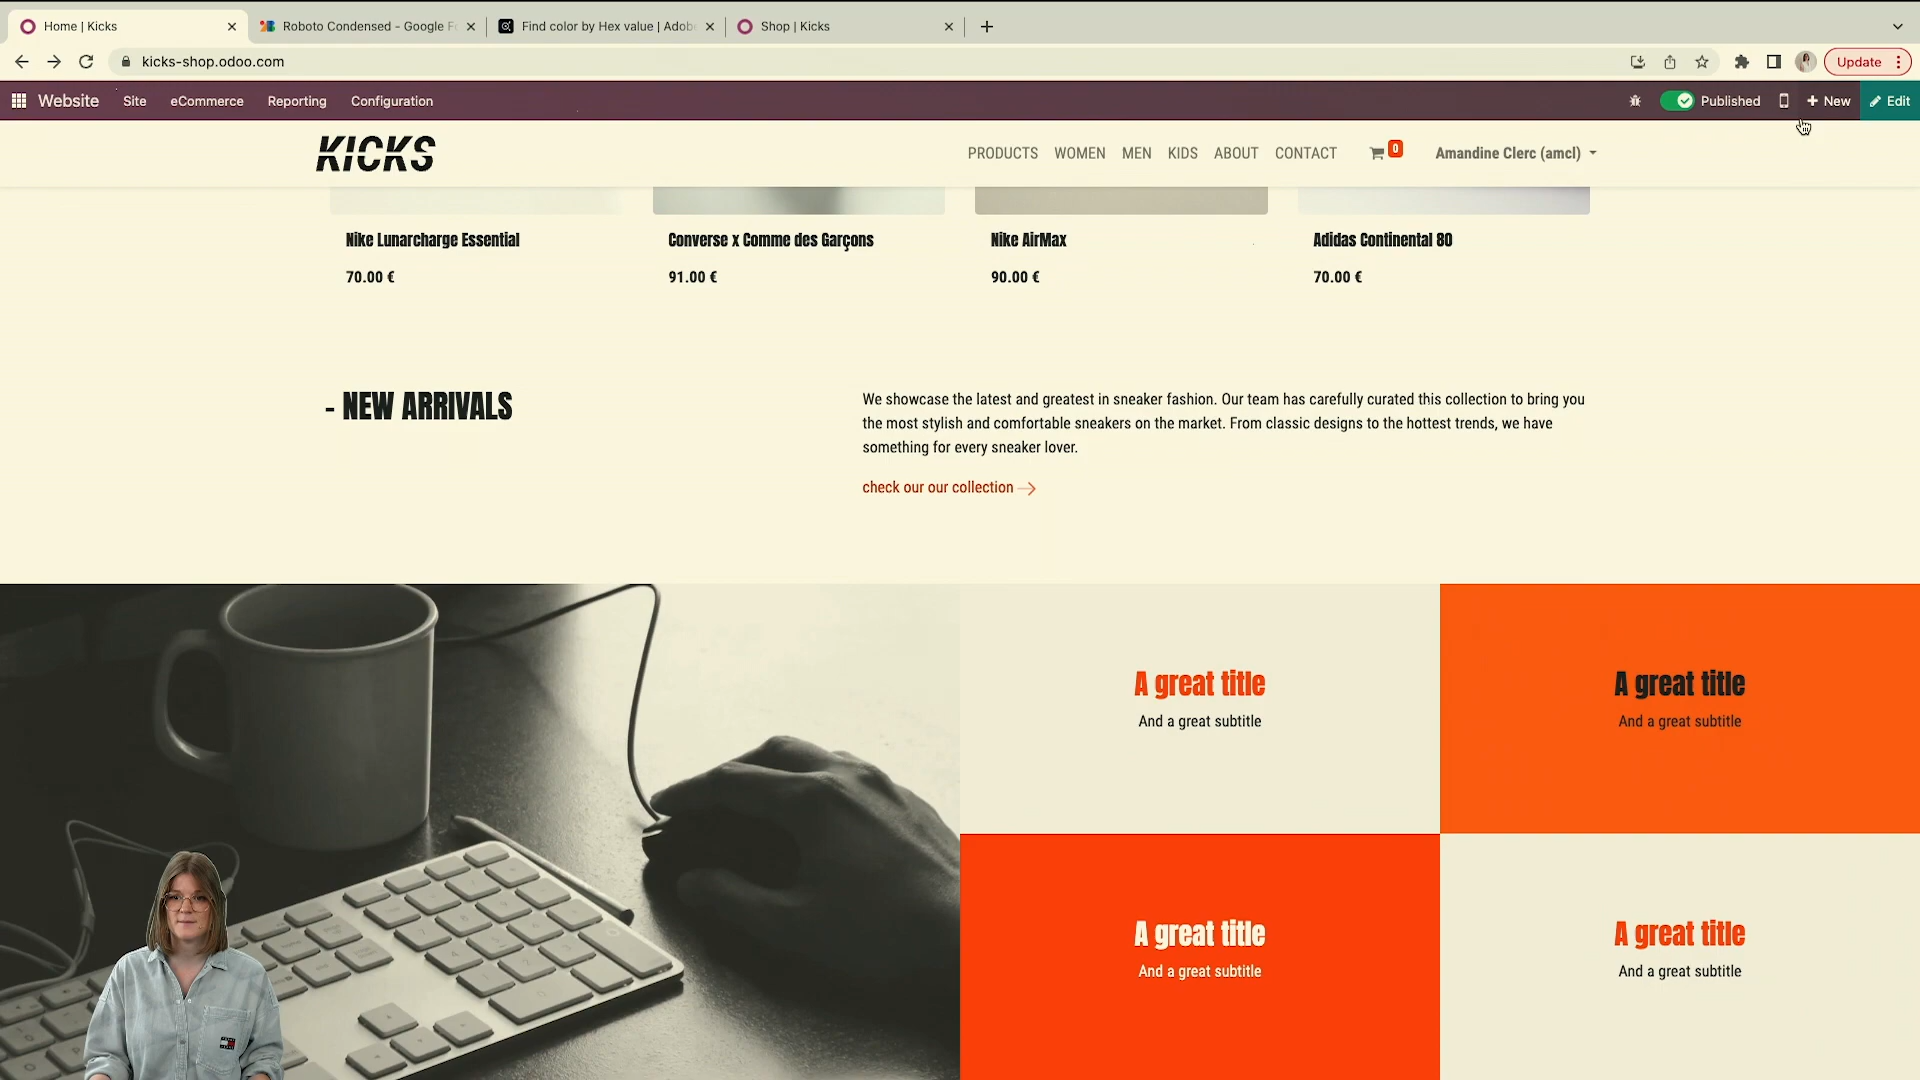 Home | Kicks
Roboto Condensed - Google Fo
Find color by Hex value | Adob
Shop | Kicks
kicks-shop.odoo.com
Update
Website Site eCommerce Reporting Configuration
Published
New
Edit
KICKS
PRODUCTS WOMEN MEN KIDS ABOUT CONTACT
0
Amandine Clerc (amcl)
Nike Lunarcharge Essential
70.00 €
Converse x Comme des Garçons
91.00 €
Nike AirMax
90.00 €
Adidas Continental 80
70.00 €
- NEW ARRIVALS
We showcase the latest and greatest in sneaker fashion. Our team has carefully curated this collection to bring you
the most stylish and comfortable sneakers on the market. From classic designs to the hottest trends, we have
something for every sneaker lover.
check our our collection
A great title
And a great subtitle
A great title
And a great subtitle
A great title
And a great subtitle
A great title
And a great subtitle